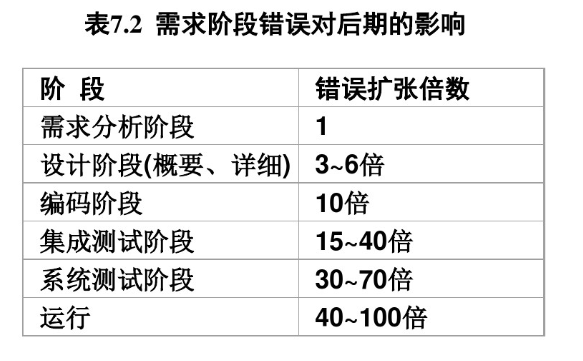 表7.2 需求阶段错误对后期的影响
阶 段 错误扩张倍数
需求分析阶段 1
设计阶段(概要、详细) 3~6倍
编码阶段 10倍
集成测试阶段 15~40倍
系统测试阶段 30~70倍
运行 40~100倍